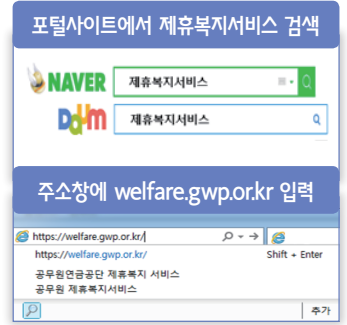 포털사이트에서 제휴복지서비스 검색
NAVER 제휴복지서비스
Daum 제휴복지서비스
주소창에 welfare.gwp.or.kr 입력
https://welfare.gwp.or.kr/
https://welfare.gwp.or.kr/ Shift + Enter
공무원연금공단 제휴복지 서비스
공무원 제휴복지서비스
추가